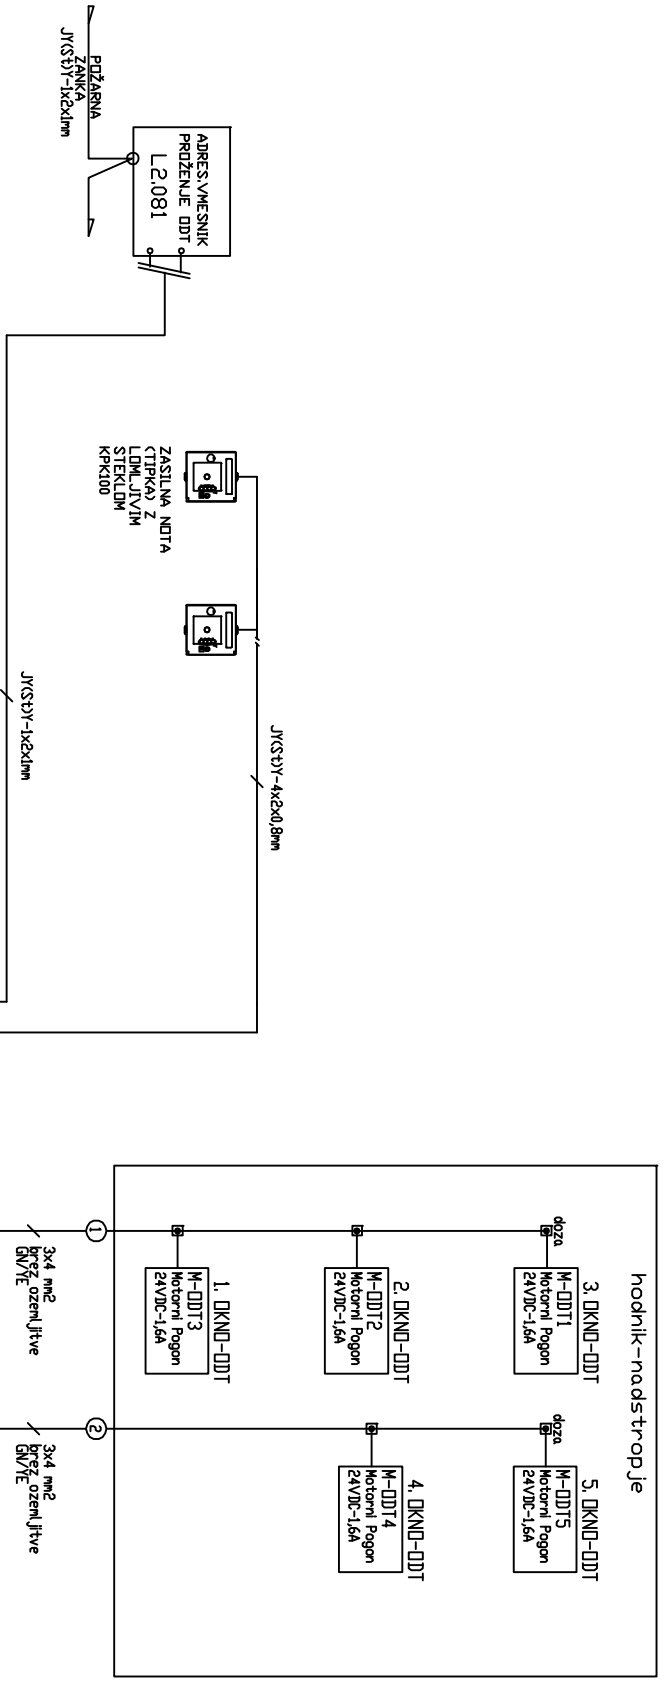 hodnik-nadstropje
doza
3. OKNO-ODT
M-ODT1
Motorni Pogon
24VDC-1,6A
2. OKNO-ODT
M-ODT2
Motorni Pogon
24VDC-1,6A
1. OKNO-ODT
M-ODT3
Motorni Pogon
24VDC-1,6A
1
3x4 mm2
brez ozemljitve
GN/YE
doza
5. OKNO-ODT
M-ODT5
Motorni Pogon
24VDC-1,6A
4. OKNO-ODT
M-ODT4
Motorni Pogon
24VDC-1,6A
2
3x4 mm2
brez ozemljitve
GN/YE
JY(St)Y-4x2x0,8mm
ADRES.VMESNIK
PROŽENJE ODT
L2.081
POŽARNA
ZANKA
JY(St)Y-1x2x1mm
ZASILNA NOTA
(TIPKA) Z
LOMLJIVIM
STEKLOM
KPK100
JY(St)Y-1x2x1mm